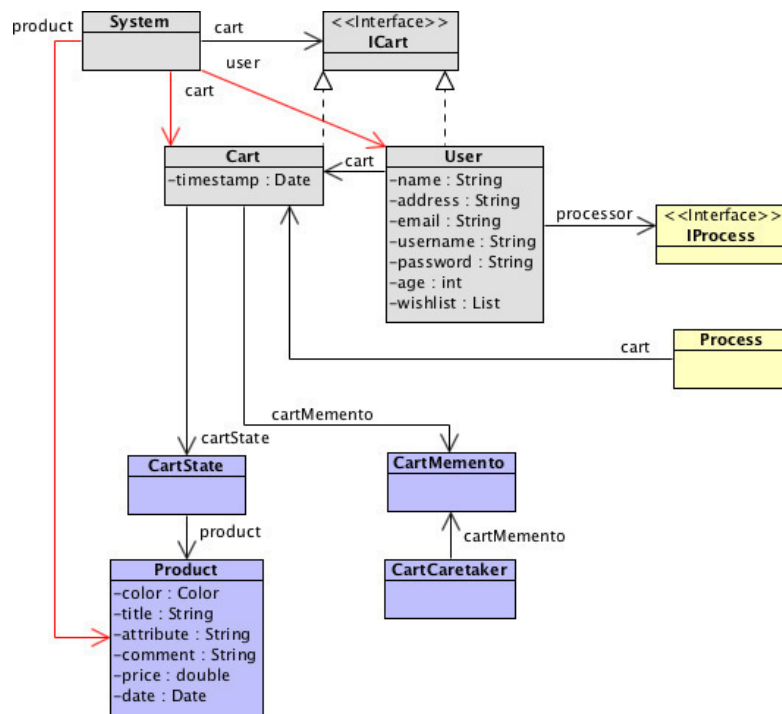 System
product
cart
<<Interface>>
ICart
user
cart
Cart
-timestamp : Date
cart
User
-name : String
-address : String
-email : String
-username : String
-password : String
-age : int
-wishlist : List
processor
<<Interface>>
IProcess
Process
cart
cartMemento
cartState
CartState
CartMemento
product
cartMemento
Product
-color : Color
-title : String
-attribute : String
-comment : String
-price : double
-date : Date
CartCaretaker